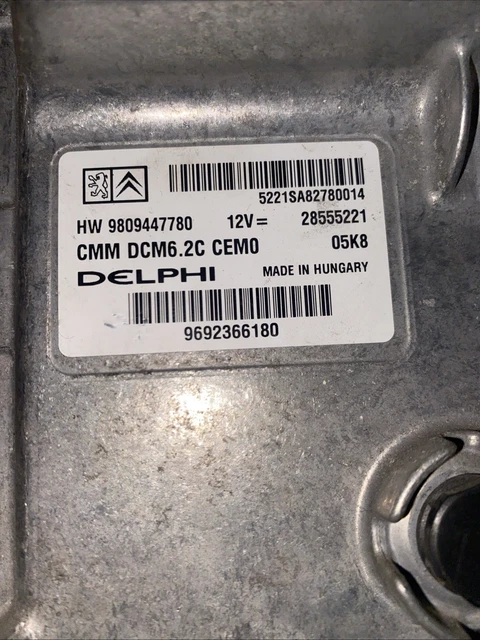 5221SA82780014
HW 9809447780 12V= 28555221
CMM DCM6.2C CEM0 05K8
DELPHI MADE IN HUNGARY
9692366180